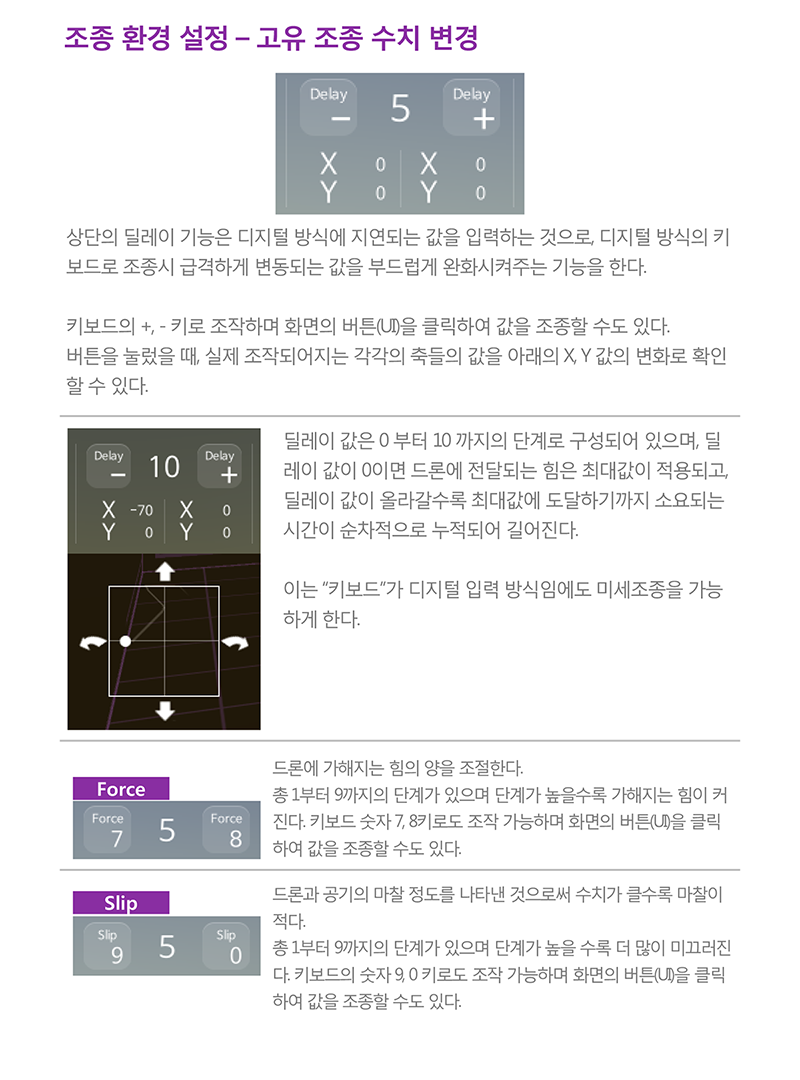 조종 환경 설정 – 고유 조종 수치 변경
Delay
–
5
Delay
+
X 0 X 0
Y 0 Y 0
상단의 딜레이 기능은 디지털 방식에 지연되는 값을 입력하는 것으로, 디지털 방식의 키
보드로 조종시 급격하게 변동되는 값을 부드럽게 완화시켜주는 기능을 한다.
키보드의 +, - 키로 조작하며 화면의 버튼(UI)을 클릭하여 값을 조종할 수도 있다.
버튼을 눌렀을 때, 실제 조작되어지는 각각의 축들의 값을 아래의 X, Y 값의 변화로 확인
할 수 있다.
Delay
–
10
Delay
+
X -70 X 0
Y 0 Y 0
딜레이 값은 0 부터 10 까지의 단계로 구성되어 있으며, 딜
레이 값이 0이면 드론에 전달되는 힘은 최대값이 적용되고,
딜레이 값이 올라갈수록 최대값에 도달하기까지 소요되는
시간이 순차적으로 누적되어 길어진다.
이는 “키보드”가 디지털 입력 방식임에도 미세조종을 가능
하게 한다.
Force
Force
7
5
Force
8
드론에 가해지는 힘의 양을 조절한다.
총 1부터 9까지의 단계가 있으며 단계가 높을수록 가해지는 힘이 커
진다. 키보드 숫자 7, 8키로도 조작 가능하며 화면의 버튼(UI)을 클릭
하여 값을 조종할 수도 있다.
Slip
Slip
9
5
Slip
0
드론과 공기의 마찰 정도를 나타낸 것으로써 수치가 클수록 마찰이
적다.
총 1부터 9까지의 단계가 있으며 단계가 높을 수록 더 많이 미끄러진
다. 키보드의 숫자 9, 0 키로도 조작 가능하며 화면의 버튼(UI)을 클릭
하여 값을 조종할 수도 있다.